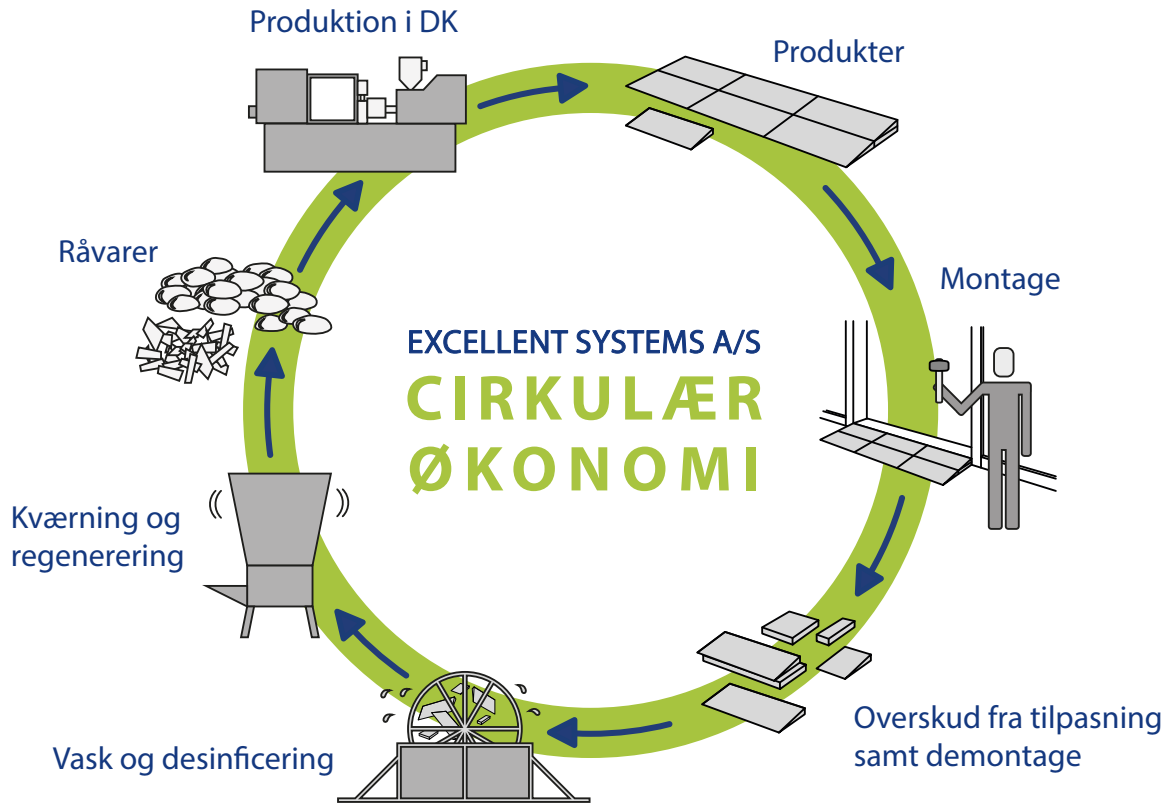 Produktion i DK
Produkter
Råvarer
Montage
EXCELLENT SYSTEMS A/S
CIRKULÆR
ØKONOMI
Kværning og
regenerering
Overskud fra tilpasning
samt demontage
Vask og desinficering